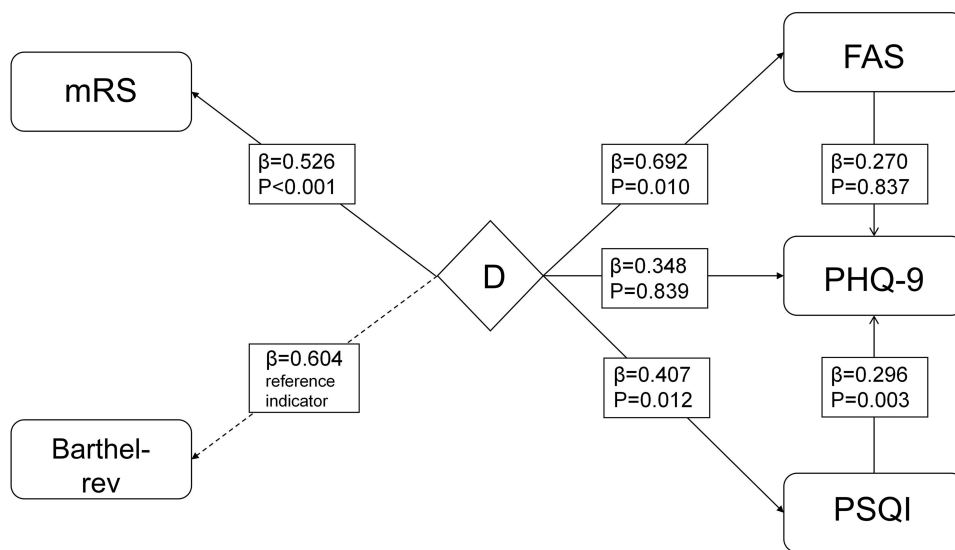 mRS
FAS
β=0.526
P<0.001
β=0.692
P=0.010
β=0.270
P=0.837
D
β=0.348
P=0.839
PHQ-9
β=0.604
reference
indicator
β=0.407
P=0.012
β=0.296
P=0.003
Barthel-
rev
PSQI